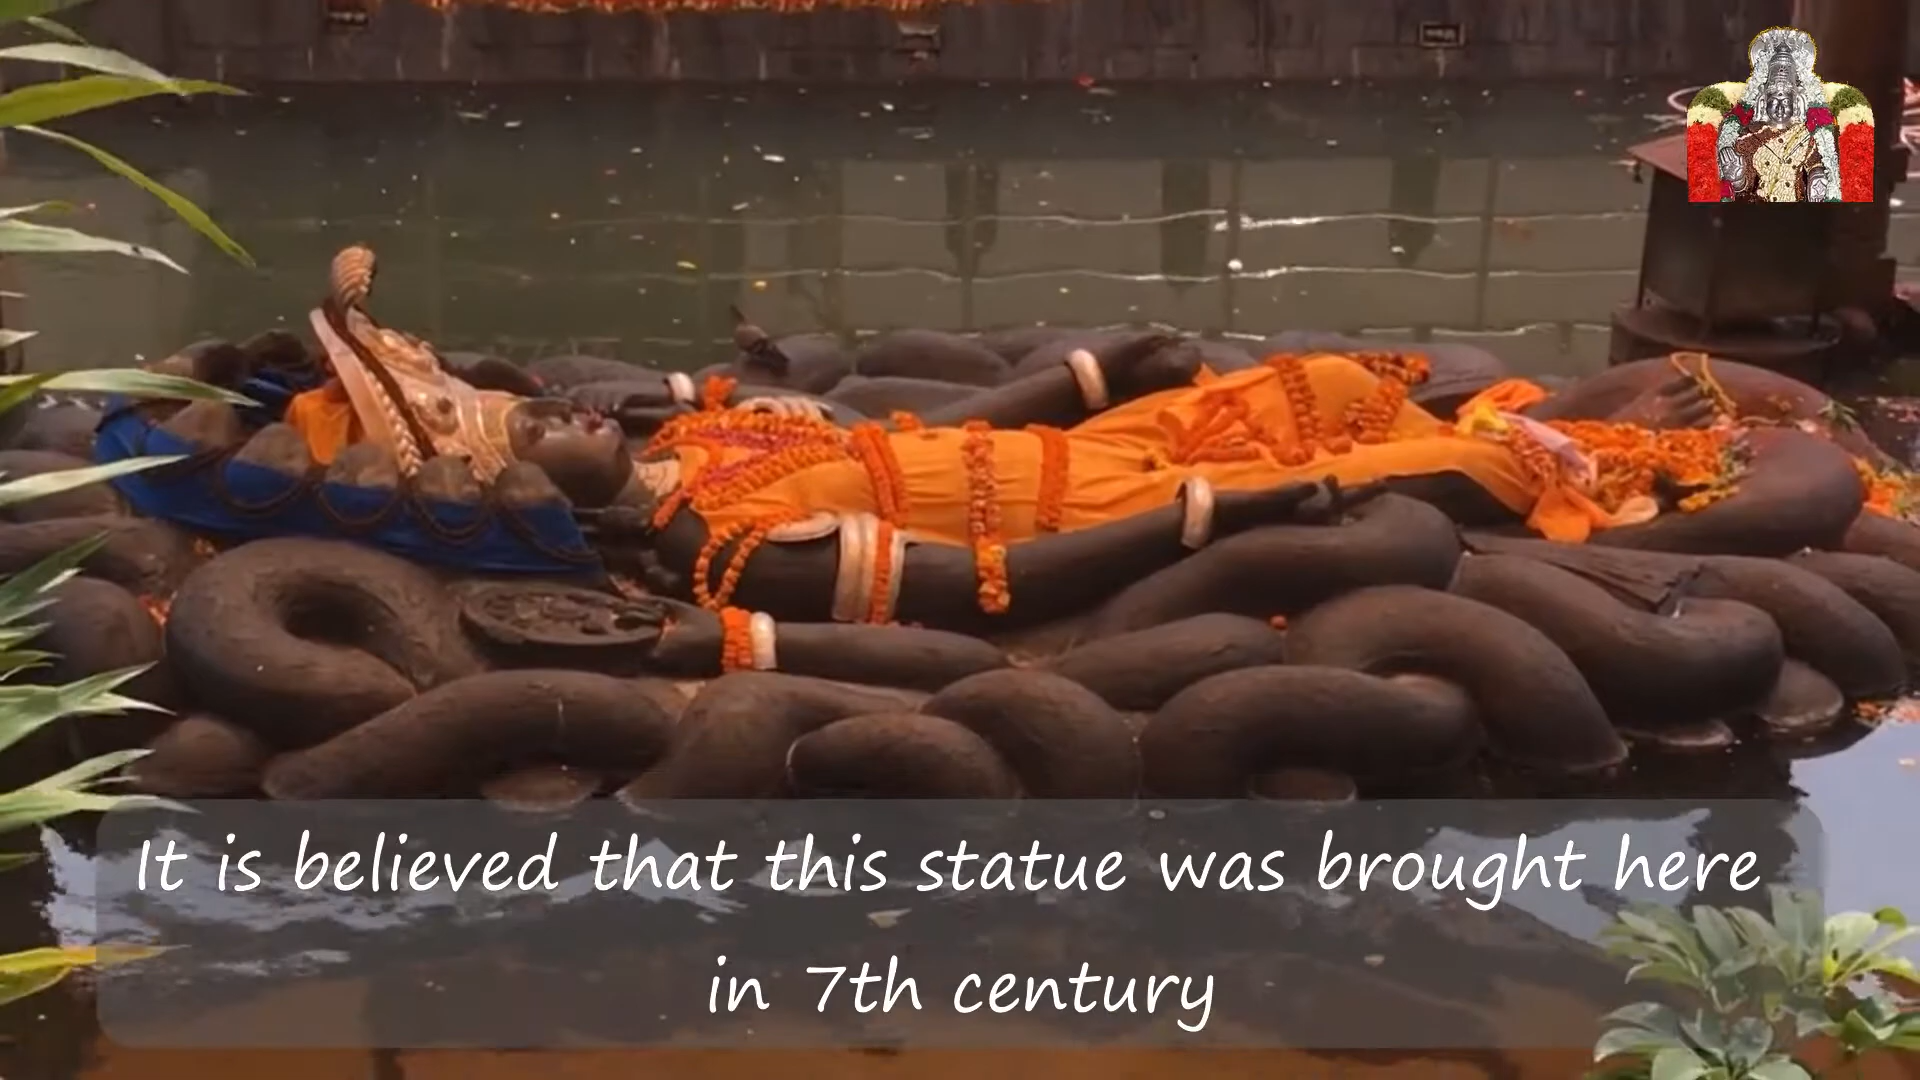 It is believed that this statue was brought here
in 7th century